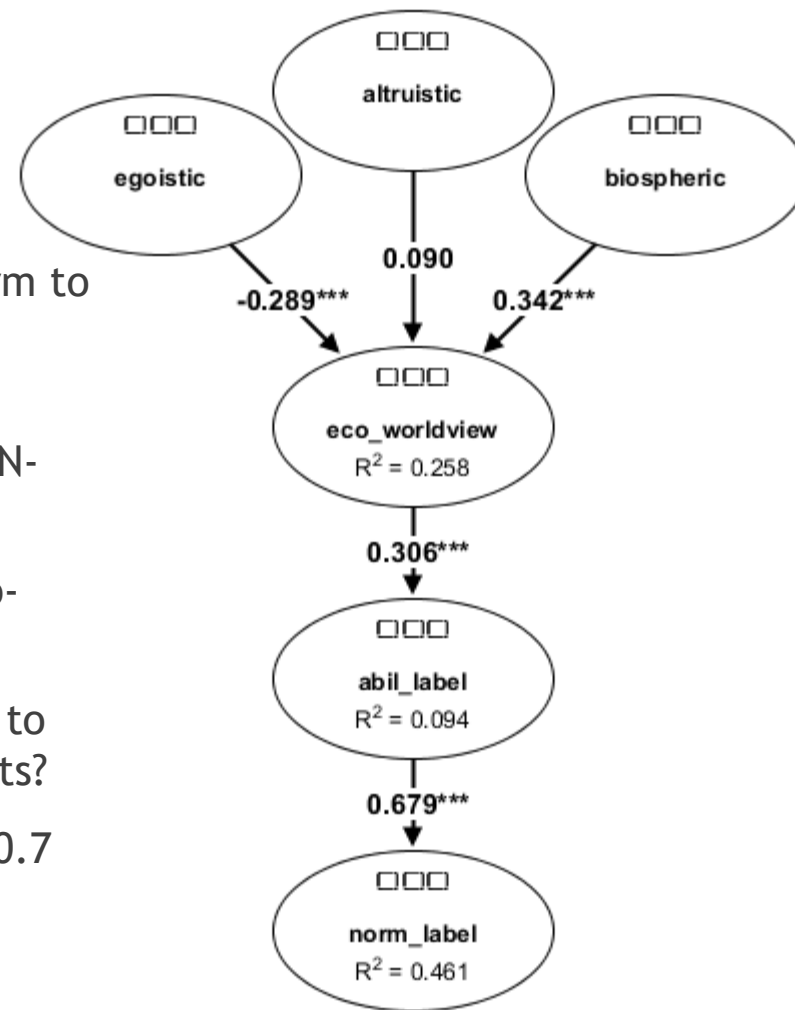 altruistic
egoistic
biospheric
rm to
0.090
-0.289***
0.342***
eco_worldview
R² = 0.258
N-
0.306***
o-
abil_label
R² = 0.094
to
ts?
0.679***
0.7
norm_label
R² = 0.461